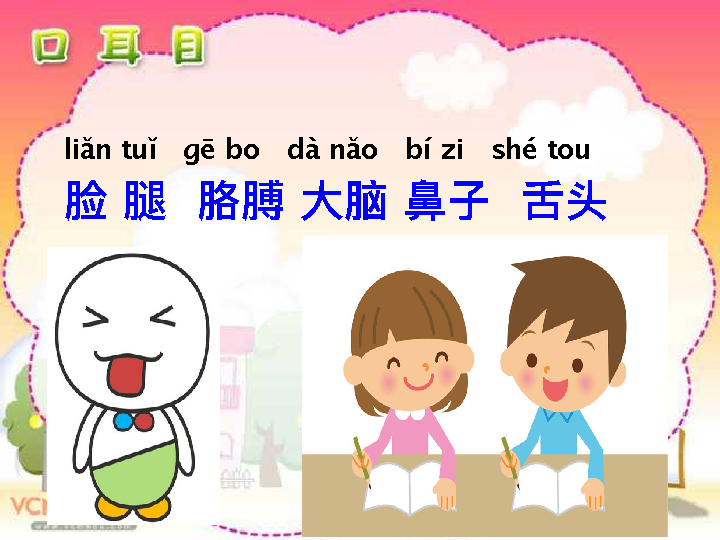 口 耳 目
liǎn tuǐ gē bo dà nǎo bí zi shé tou
脸 腿 胳膊 大脑 鼻子 舌头